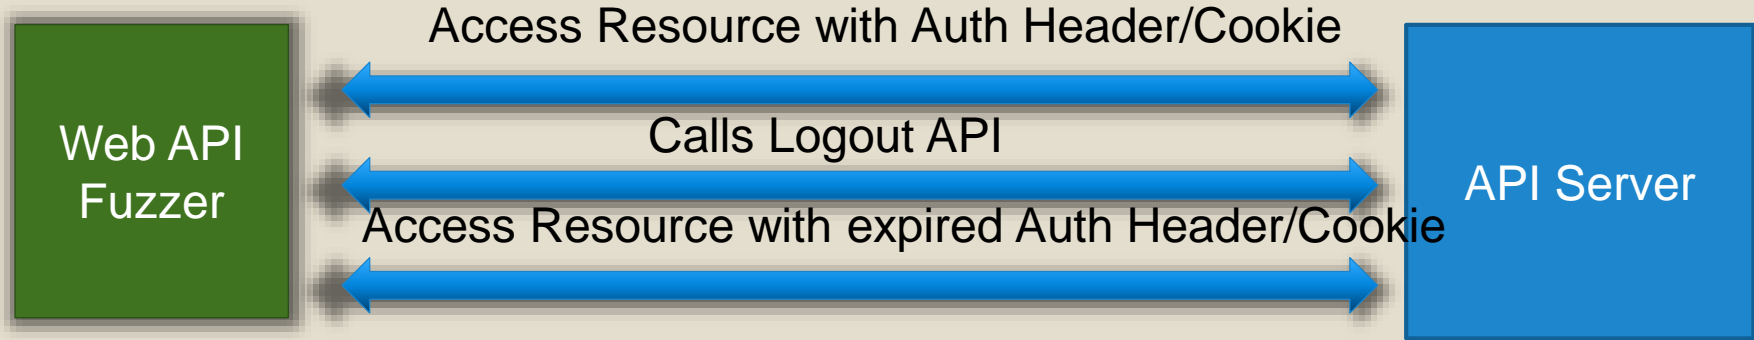 Access Resource with Auth Header/Cookie
Web API
Fuzzer
Calls Logout API
API Server
Access Resource with expired Auth Header/Cookie